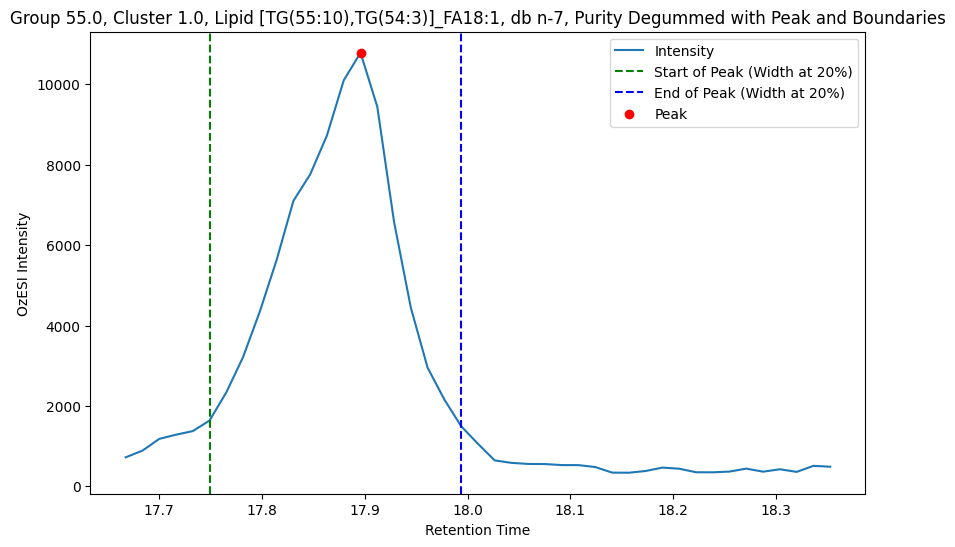 Group 55.0, Cluster 1.0, Lipid [TG(55:10),TG(54:3)]_FA18:1, db n-7, Purity Degummed with Peak and Boundaries
Intensity
Start of Peak (Width at 20%)
End of Peak (Width at 20%)
Peak
OzESI Intensity
10000
8000
6000
4000
2000
0
17.7 17.8 17.9 18.0 18.1 18.2 18.3
Retention Time